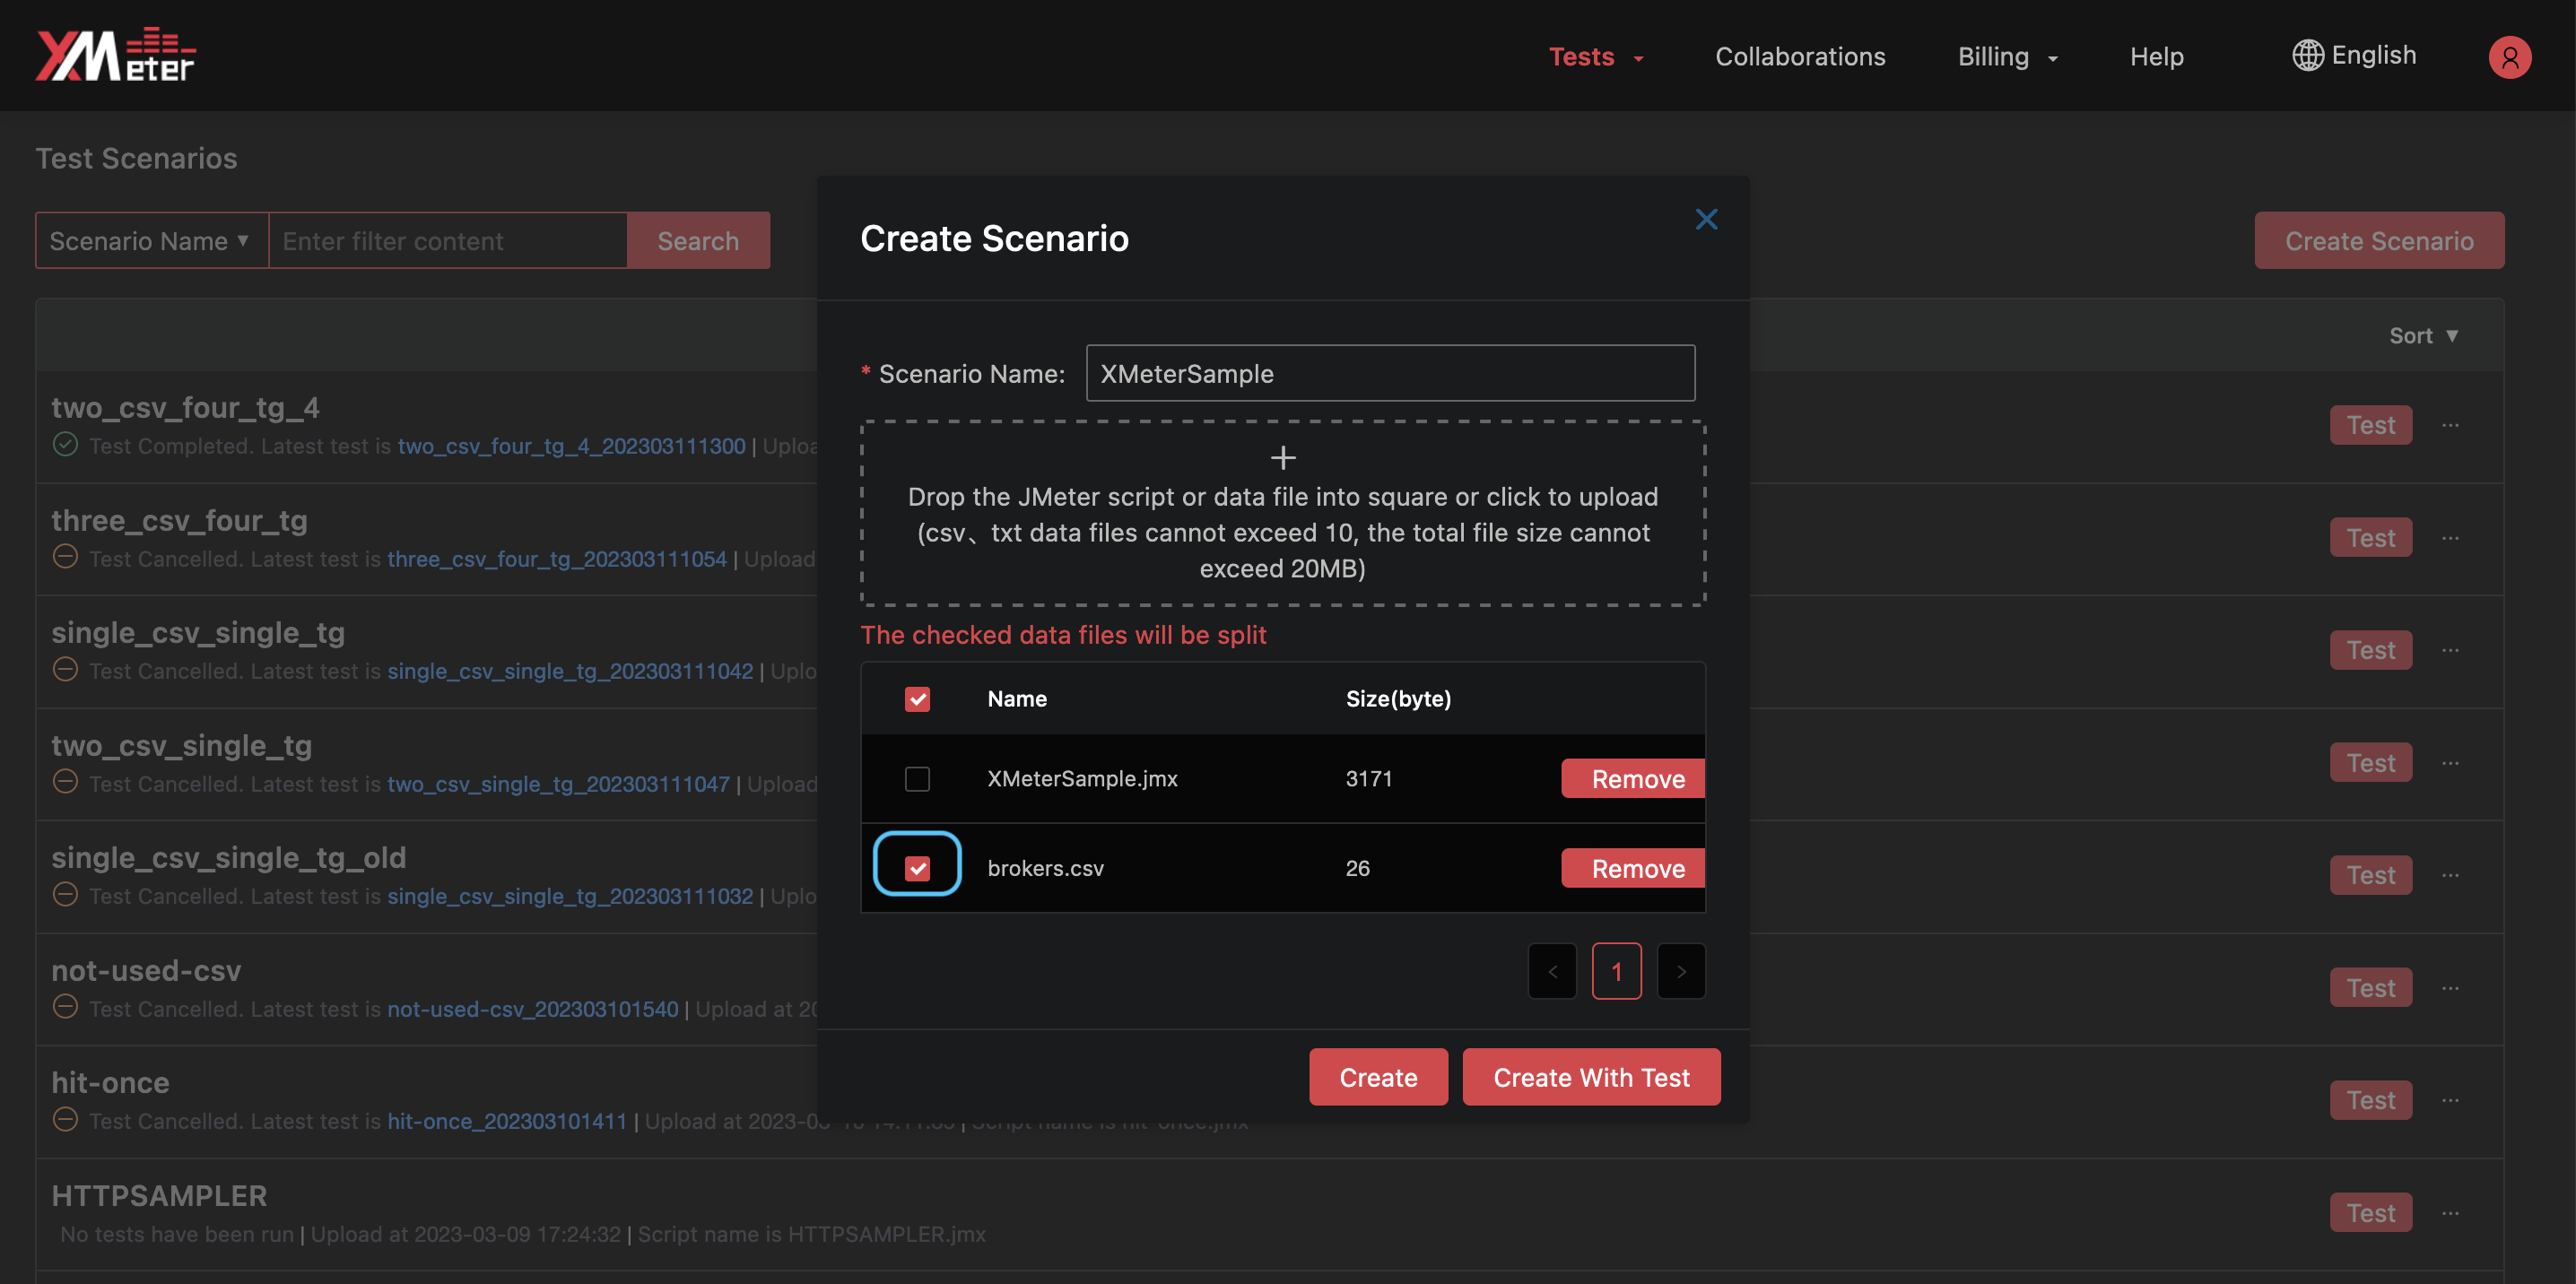 XMeter
Tests
Collaborations
Billing
Help
English
Test Scenarios
Scenario Name ▼
Enter filter content
Search
Create Scenario
Sort ▼
two_csv_four_tg_4
Test Completed. Latest test is two_csv_four_tg_4_202303111300 |
three_csv_four_tg
Test Cancelled. Latest test is three_csv_four_tg_202303111054 | Upload
single_csv_single_tg
Test Cancelled. Latest test is single_csv_single_tg_202303111042 |
two_csv_single_tg
Test Cancelled. Latest test is two_csv_single_tg_202303111047 | Upload
single_csv_single_tg_old
Test Cancelled. Latest test is single_csv_single_tg_202303111032 |
not-used-csv
Test Cancelled. Latest test is not-used-csv_202303101540 | Upload at
hit-once
Test Cancelled. Latest test is hit-once_202303101411 | Upload at
HTTPSAMPLER
No tests have been run | Upload at 2023-03-09 17:24:32 | Script name is HTTPSAMPLER.jmx
Test
Test
Test
Test
Test
Test
Test
Test
Create Scenario
* Scenario Name: XMeterSample
Drop the JMeter script or data file into square or click to upload
(csv、txt data files cannot exceed 10, the total file size cannot
exceed 20MB)
The checked data files will be split
Name Size(byte)
XMeterSample.jmx 3171 Remove
brokers.csv 26 Remove
< 1 >
Create
Create With Test